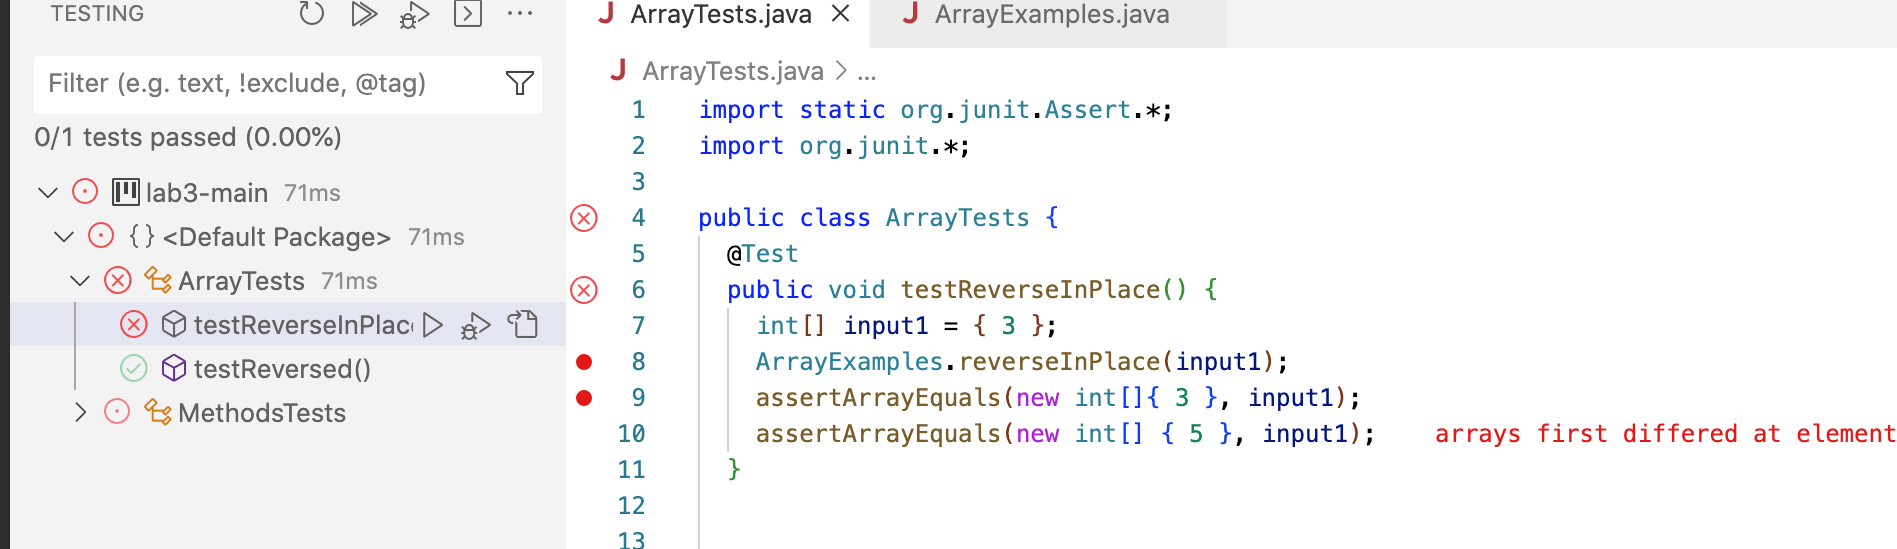 TESTING
Filter (e.g. text, !exclude, @tag)
0/1 tests passed (0.00%)
lab3-main 71ms
{} <Default Package> 71ms
ArrayTests 71ms
testReverseInPlac
testReversed()
MethodsTests
J ArrayTests.java
J ArrayExamples.java
J ArrayTests.java > ...
1 import static org.junit.Assert.*;
2 import org.junit.*;
3
4 public class ArrayTests {
5 @Test
6 public void testReverseInPlace() {
7 int[] input1 = { 3 };
8 ArrayExamples.reverseInPlace(input1);
9 assertArrayEquals(new int[]{ 3 }, input1);
10 assertArrayEquals(new int[] { 5 }, input1); arrays first differed at element
11 }
12
13